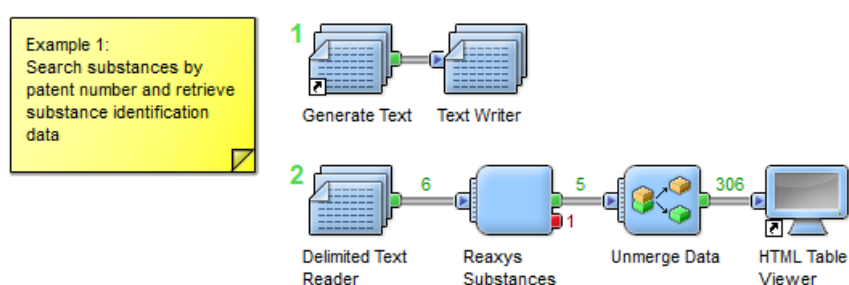 Example 1:
Search substances by
patent number and retrieve
substance identification
data
1
Generate Text
Text Writer
2
6
5
1
306
Delimited Text
Reader
Reaxys
Substances
Unmerge Data
HTML Table
Viewer